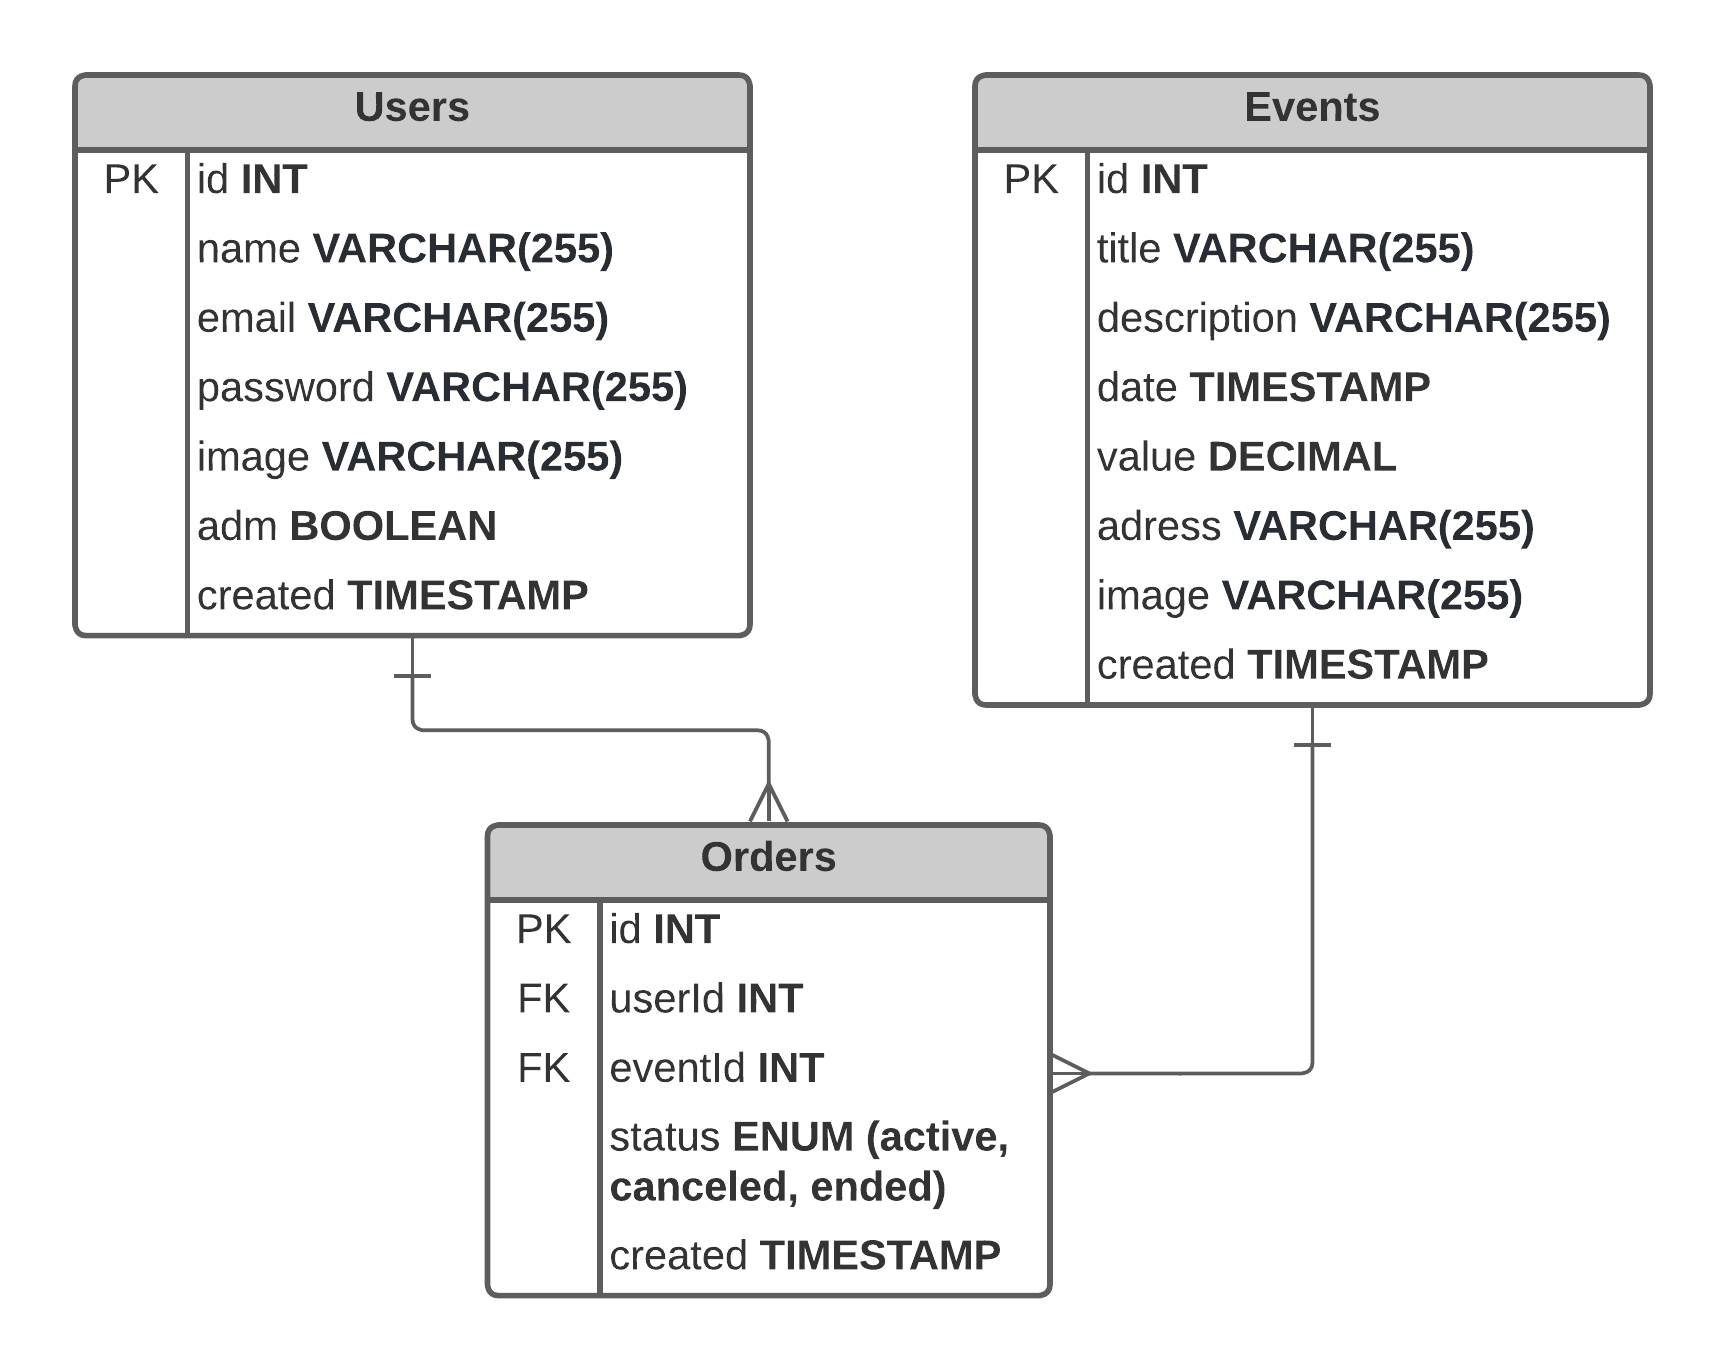 Users
PK id INT
name VARCHAR(255)
email VARCHAR(255)
password VARCHAR(255)
image VARCHAR(255)
adm BOOLEAN
created TIMESTAMP
Events
PK id INT
title VARCHAR(255)
description VARCHAR(255)
date TIMESTAMP
value DECIMAL
adress VARCHAR(255)
image VARCHAR(255)
created TIMESTAMP
Orders
PK id INT
FK userId INT
FK eventId INT
status ENUM (active,
canceled, ended)
created TIMESTAMP